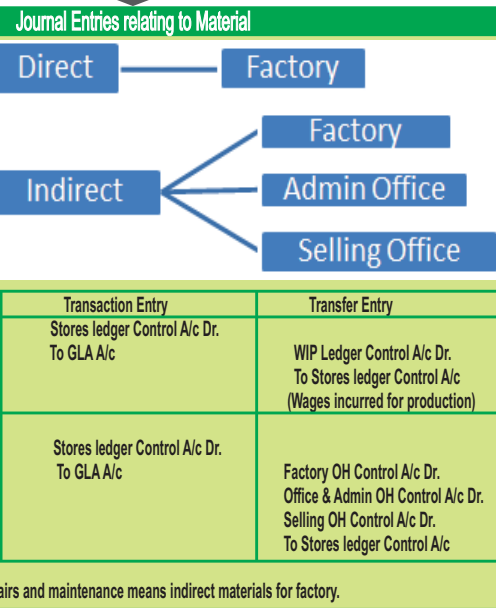 Journal Entries relating to Material
Direct
Factory
Indirect
Factory
Admin Office
Selling Office
Transaction Entry
Transfer Entry
Stores ledger Control A/c Dr.
To GLA A/c
WIP Ledger Control A/c Dr.
To Stores ledger Control A/c
(Wages incurred for production)
Stores ledger Control A/c Dr.
To GLA A/c
Factory OH Control A/c Dr.
Office & Admin OH Control A/c Dr.
Selling OH Control A/c Dr.
To Stores ledger Control A/c
and maintenance means indirect materials for factory.